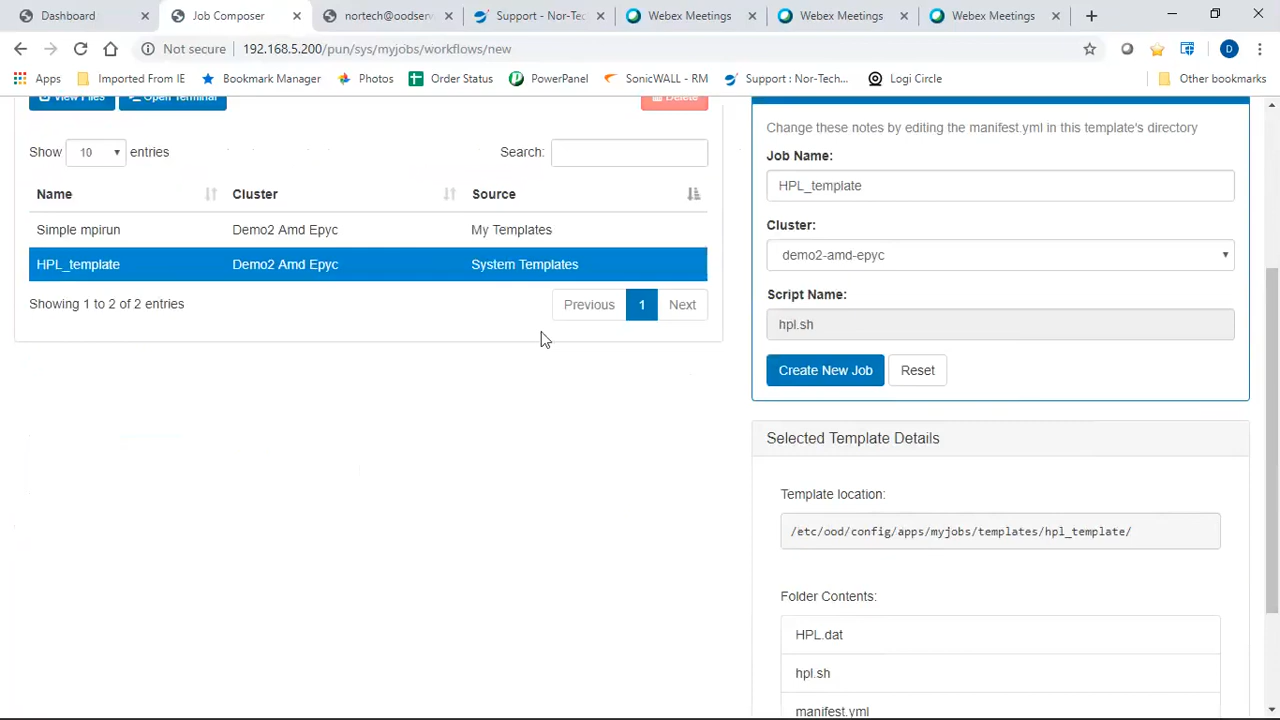 Dashboard
Job Composer
nortech@oodserv
Support - Nor-Tec
Webex Meetings
Webex Meetings
Webex Meetings
Not secure 192.168.5.200/pun/sys/myjobs/workflows/new
D
Apps
Imported From IE
Bookmark Manager
Photos
Order Status
PowerPanel
SonicWALL - RM
Support : Nor-Tech...
Logi Circle
Other bookmarks
View Files
Open Terminal
Delete
Show 10 entries
Search:
Name Cluster Source
Simple mpirun Demo2 Amd Epyc My Templates
HPL_template Demo2 Amd Epyc System Templates
Showing 1 to 2 of 2 entries
Previous 1 Next
Change these notes by editing the manifest.yml in this template's directory
Job Name:
HPL_template
Cluster:
demo2-amd-epyc
Script Name:
hpl.sh
Create New Job
Reset
Selected Template Details
Template location:
/etc/ood/config/apps/myjobs/templates/hpl_template/
Folder Contents:
HPL.dat
hpl.sh
manifest.yml